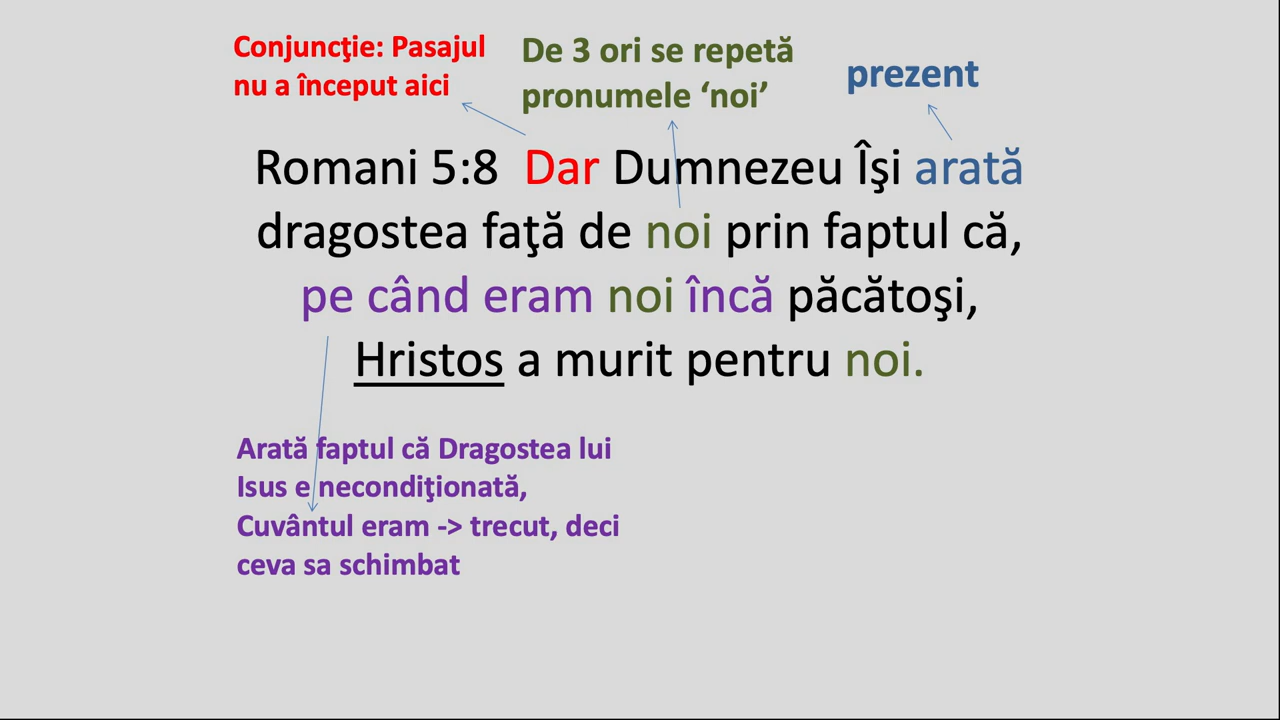 Conjuncţie: Pasajul
nu a început aici
De 3 ori se repetă
pronumele ‘noi’
prezent
Romani 5:8 Dar Dumnezeu Îşi arată
dragostea faţă de noi prin faptul că,
pe când eram noi încă păcătoşi,
Hristos a murit pentru noi.
Arată faptul că Dragostea lui
Isus e necondiţionată,
Cuvântul eram -> trecut, deci
ceva sa schimbat